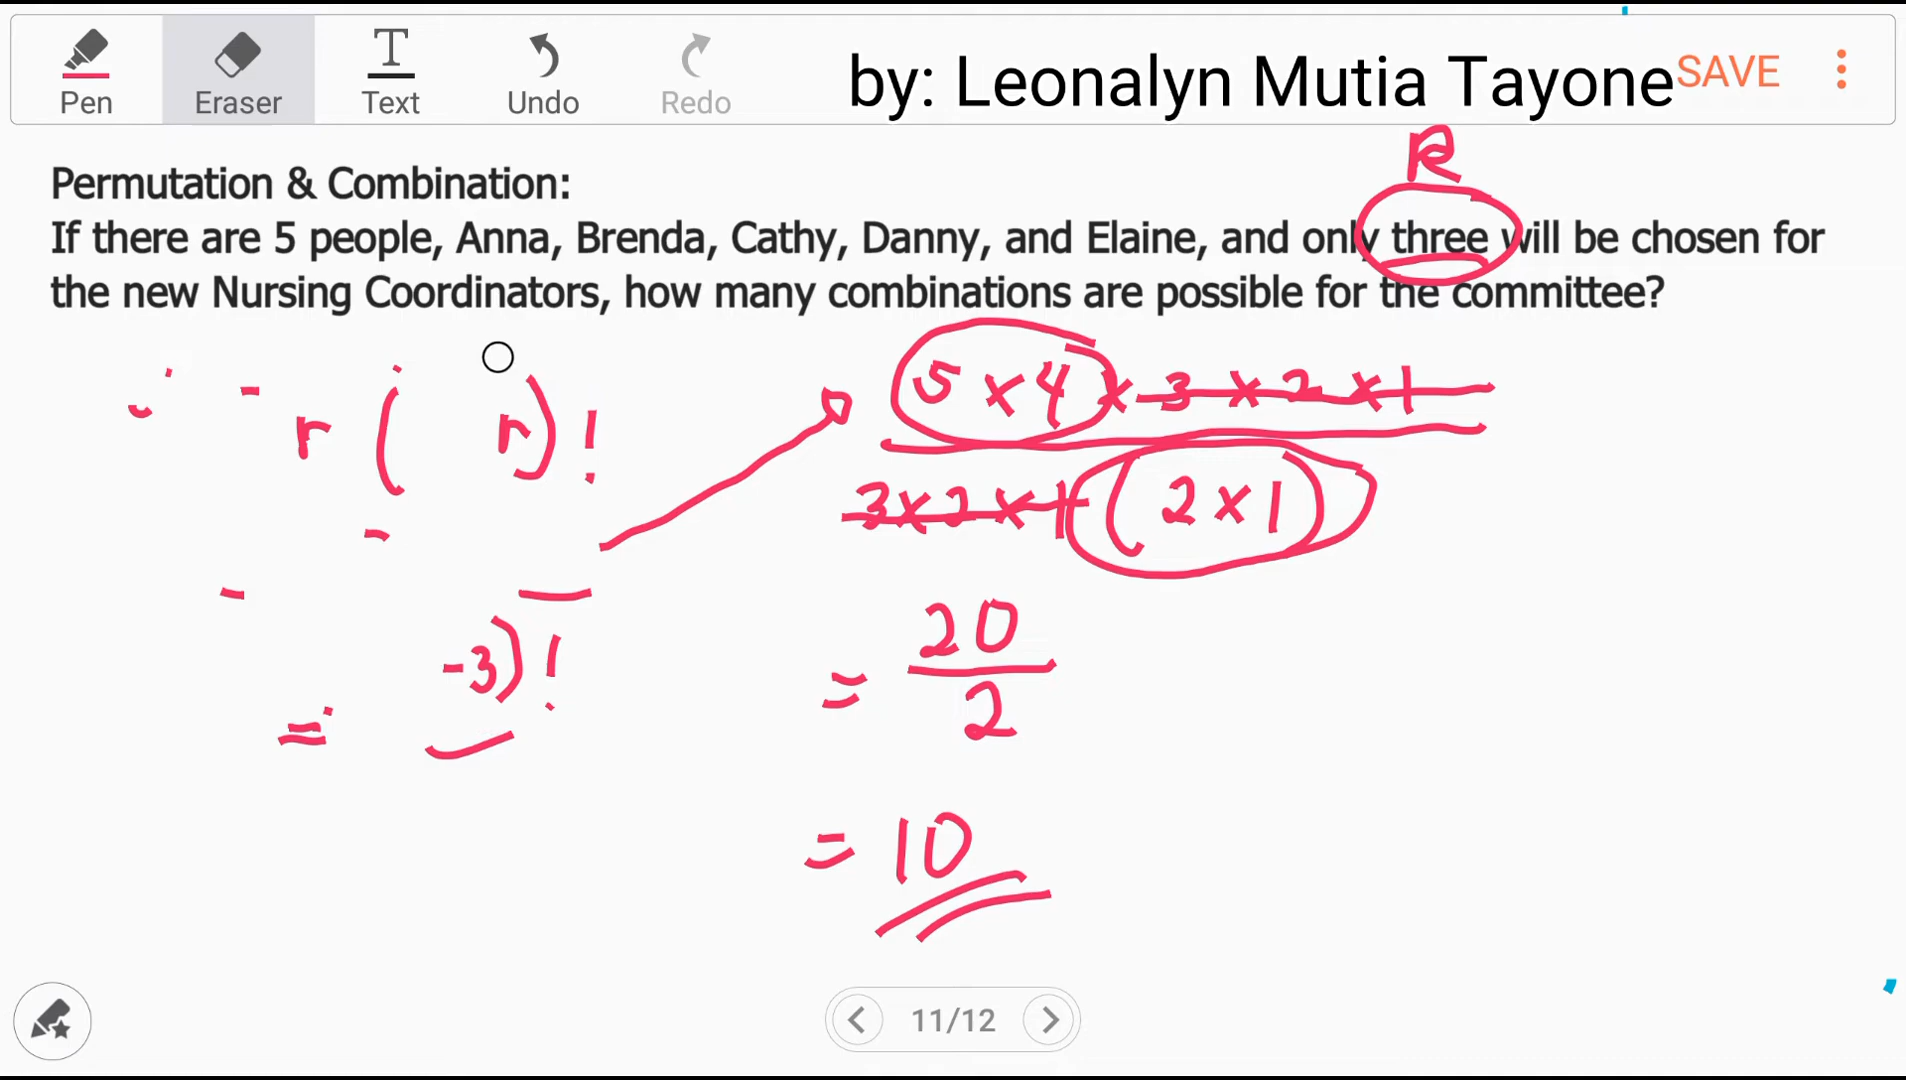 Pen
Eraser
Text
Undo
Redo
by: Leonalyn Mutia Tayone
SAVE
R
Permutation & Combination:
If there are 5 people, Anna, Brenda, Cathy, Danny, and Elaine, and only three will be chosen for
the new Nursing Coordinators, how many combinations are possible for the committee?
r ( r)!
-3)!
=
5 x 4 x 3 x 2 x 1
3 x 2 x 1 ( 2 x 1 )
= 20
2
= 10
11/12